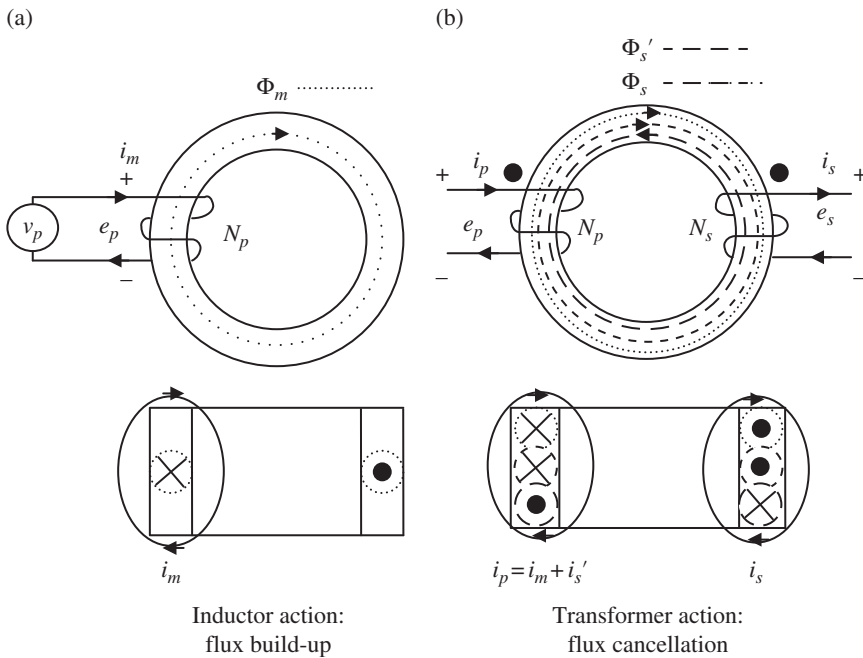 (a)
Φm
im
+
vp
ep
Np
–
im
Inductor action:
flux build-up
(b)
Φs′
Φs
+
ip
is
+
ep
Np
Ns
es
–
–
ip = im + is′
is
Transformer action:
flux cancellation